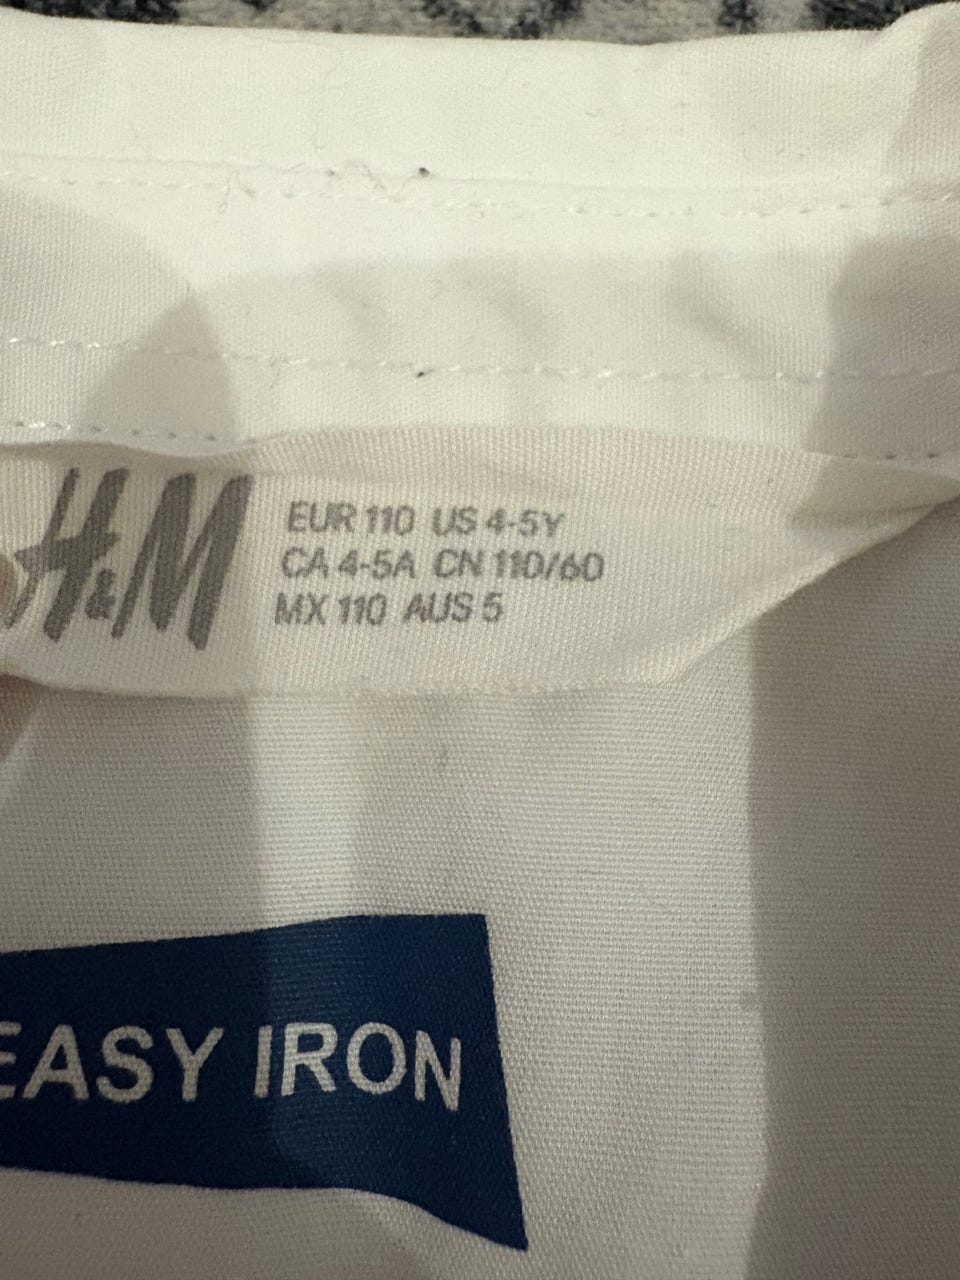 H&M
EUR 110 US 4-5Y
CA 4-5A CN 110/60
MX 110 AUS 5
EASY IRON